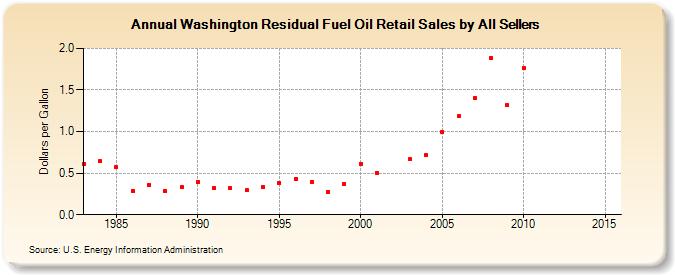 Annual Washington Residual Fuel Oil Retail Sales by All Sellers
Dollars per Gallon
2.0
1.5
1.0
0.5
0.0
1985 1990 1995 2000 2005 2010 2015
Source: U.S. Energy Information Administration